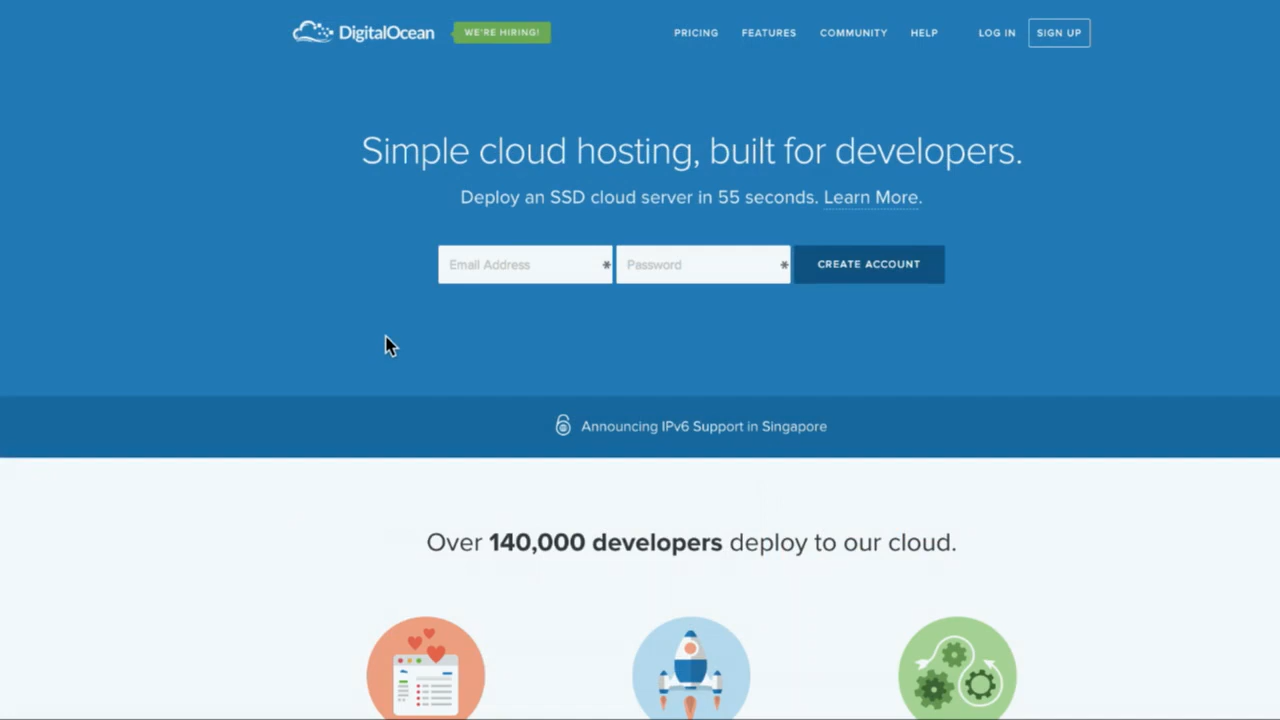 DigitalOcean
WE'RE HIRING!
PRICING
FEATURES
COMMUNITY
HELP
LOG IN
SIGN UP
Simple cloud hosting, built for developers.
Deploy an SSD cloud server in 55 seconds. Learn More.
Email Address *
Password *
CREATE ACCOUNT
Announcing IPv6 Support in Singapore
Over 140,000 developers deploy to our cloud.